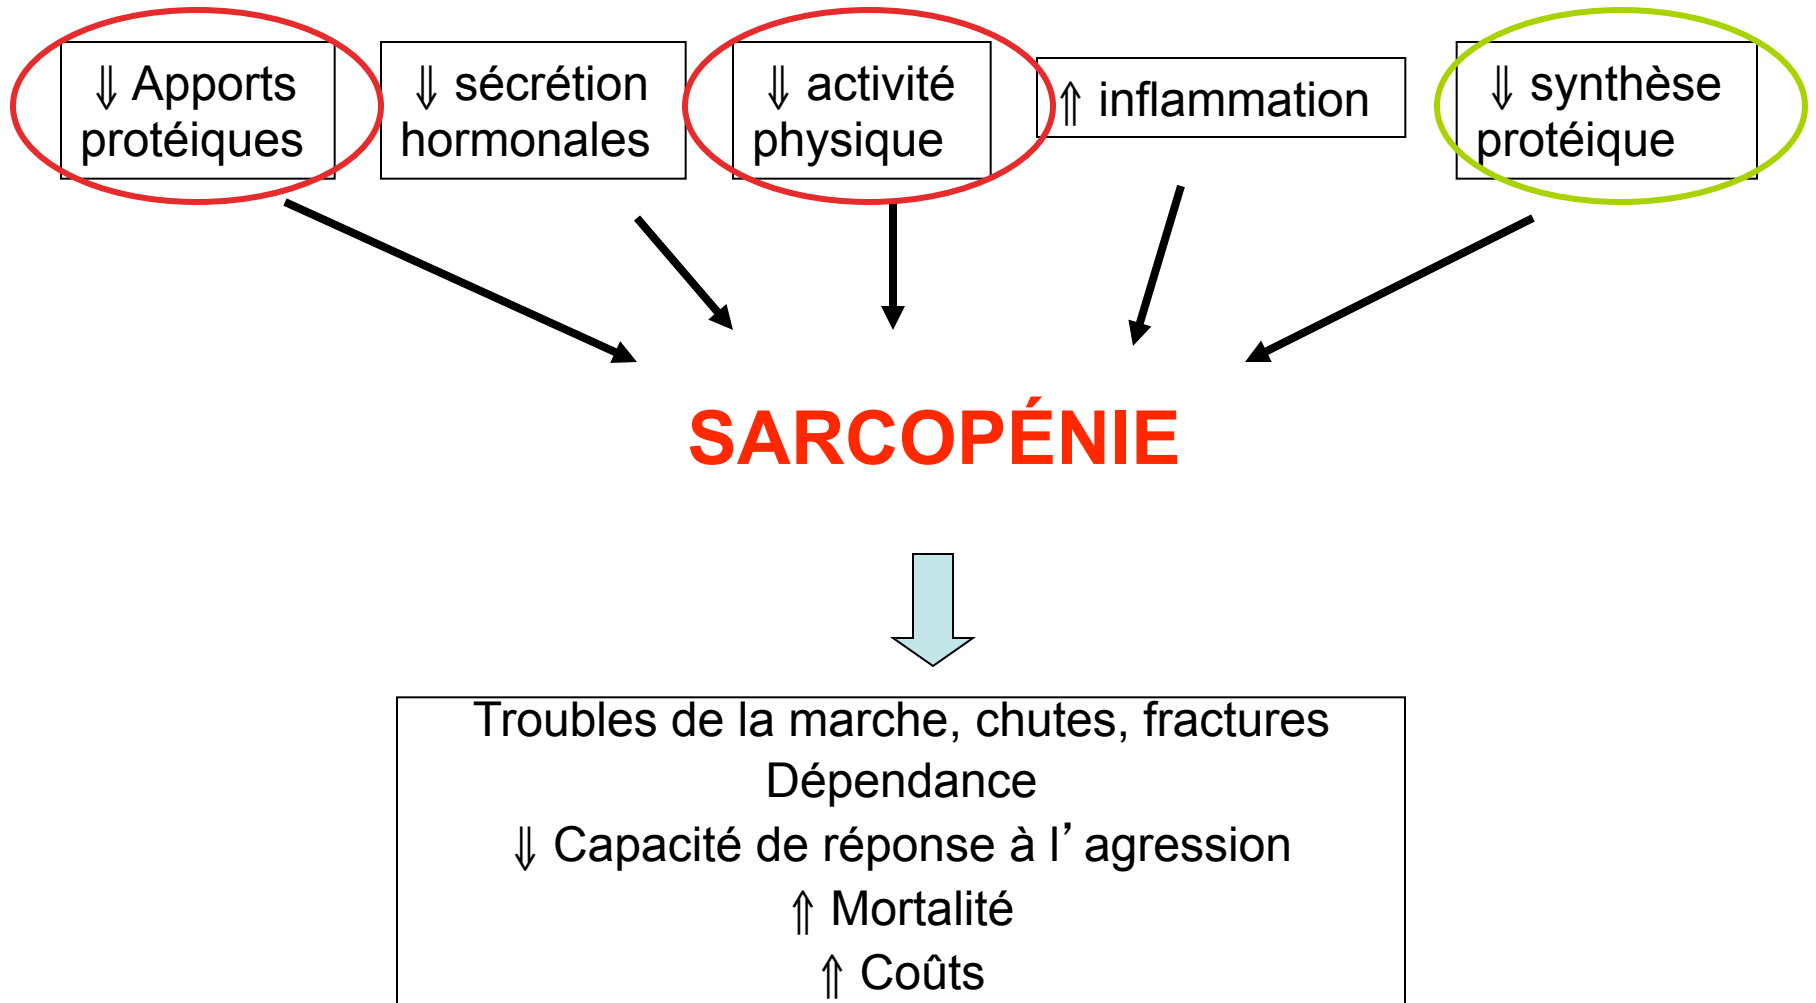 ⇓ Apports
protéiques
⇓ sécrétion
hormonales
⇓ activité
physique
⇑ inflammation
⇓ synthèse
protéique
SARCOPÉNIE
Troubles de la marche, chutes, fractures
Dépendance
⇓ Capacité de réponse à l’ agression
⇑ Mortalité
⇑ Coûts